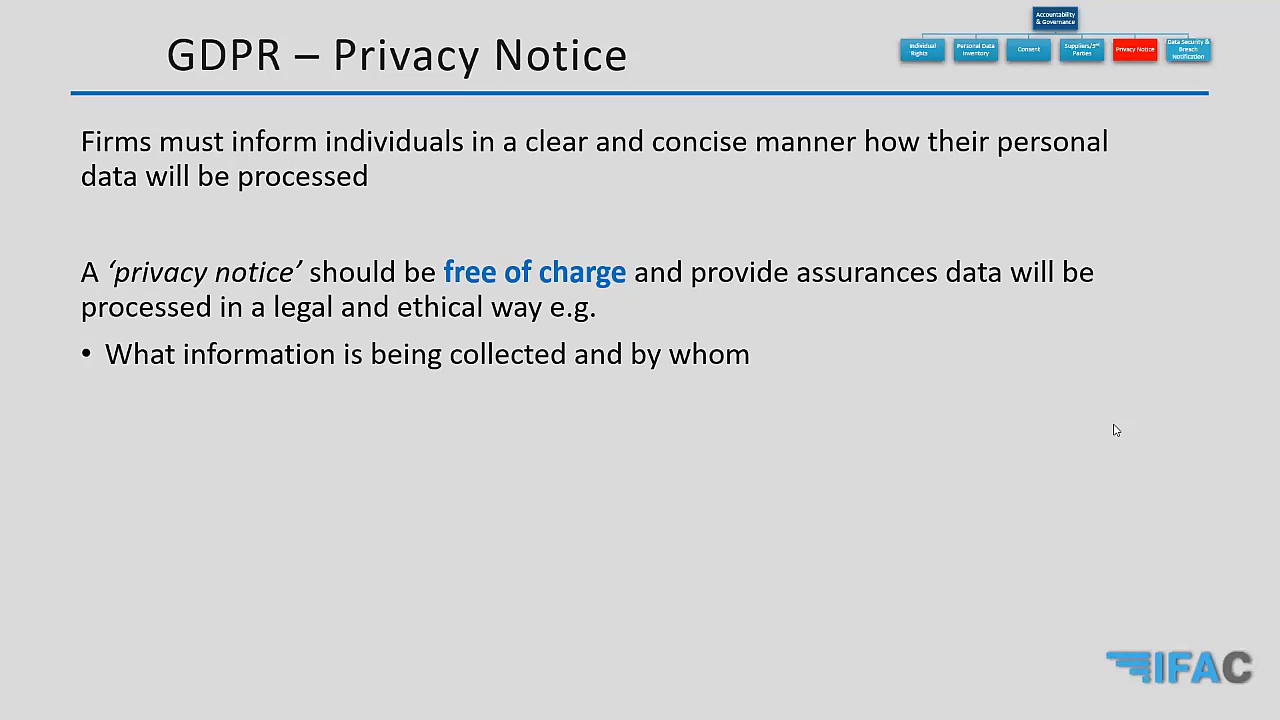 GDPR – Privacy Notice
Accountability
& Governance
Individual
Rights
Personal Data
Inventory
Consent
Suppliers/3rd
Parties
Privacy Notice
Data Security &
Breach
Notification
Firms must inform individuals in a clear and concise manner how their personal
data will be processed
A ‘privacy notice’ should be free of charge and provide assurances data will be
processed in a legal and ethical way e.g.
• What information is being collected and by whom
IFAC